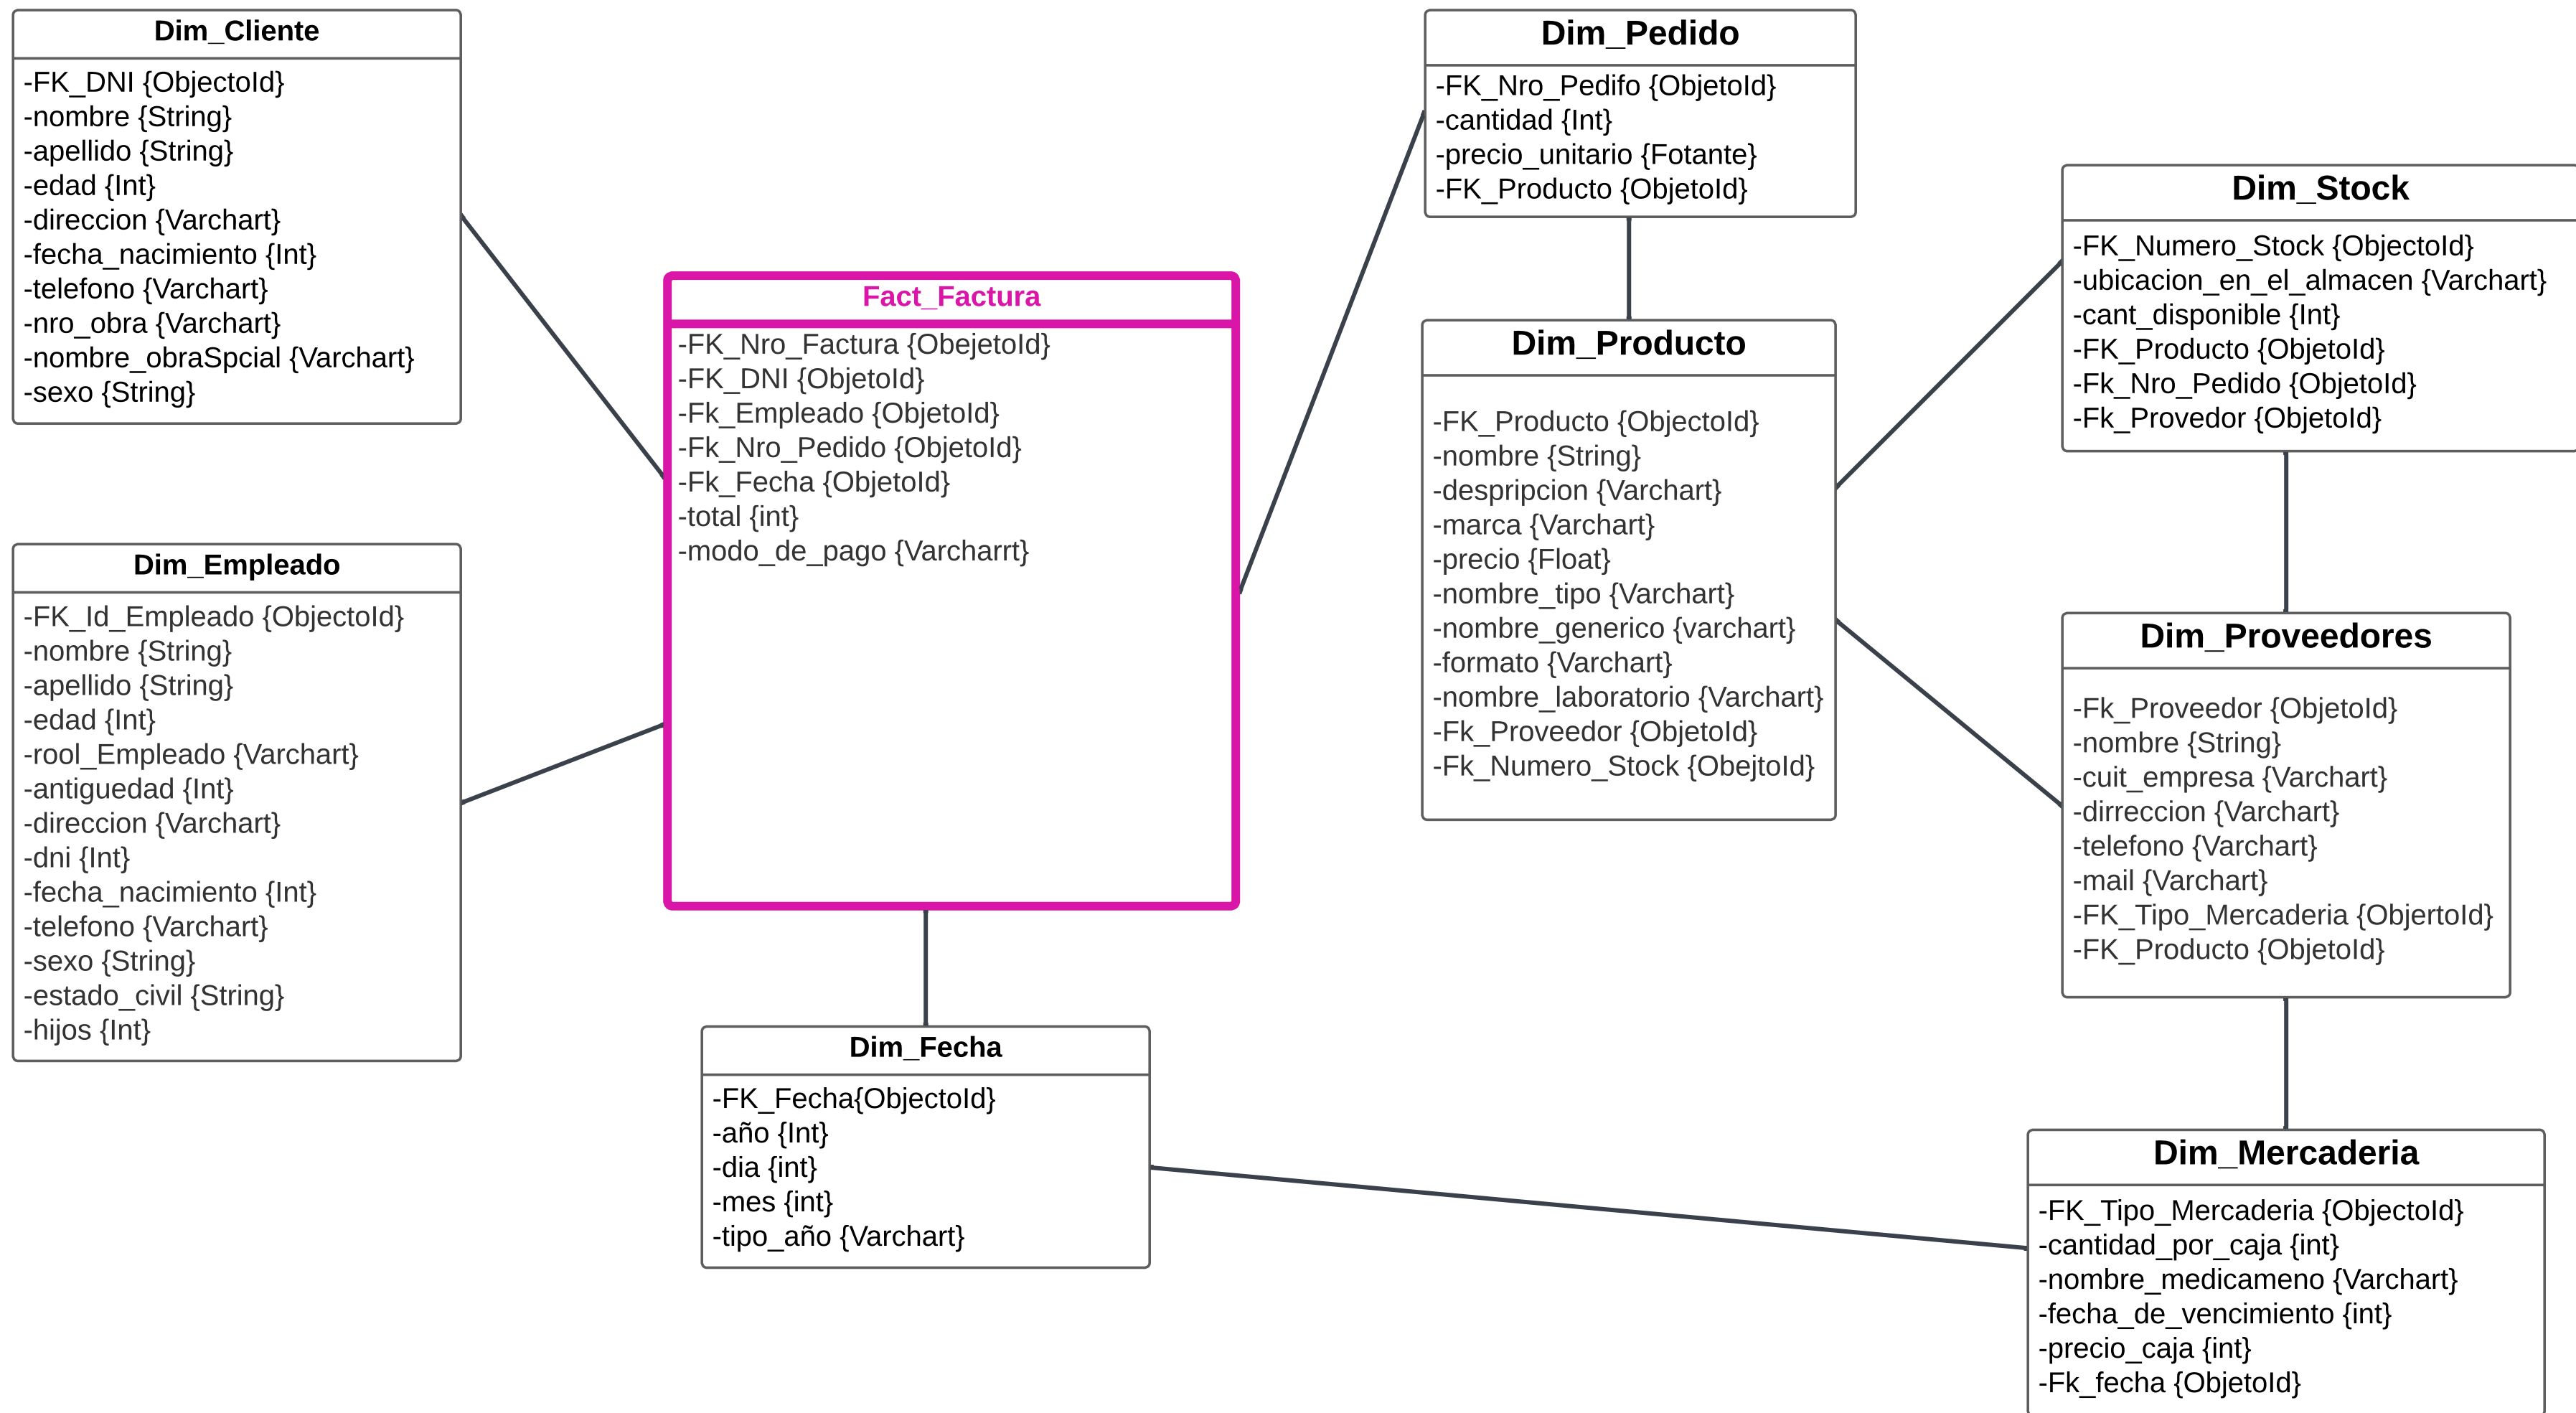 Dim_Cliente
-FK_DNI {ObjectoId}
-nombre {String}
-apellido {String}
-edad {Int}
-direccion {Varchart}
-fecha_nacimiento {Int}
-telefono {Varchart}
-nro_obra {Varchart}
-nombre_obraSpcial {Varchart}
-sexo {String}
Dim_Empleado
-FK_Id_Empleado {ObjectoId}
-nombre {String}
-apellido {String}
-edad {Int}
-rool_Empleado {Varchart}
-antiguedad {Int}
-direccion {Varchart}
-dni {Int}
-fecha_nacimiento {Int}
-telefono {Varchart}
-sexo {String}
-estado_civil {String}
-hijos {Int}
Fact_Factura
-FK_Nro_Factura {ObejetoId}
-FK_DNI {ObjetoId}
-Fk_Empleado {ObjetoId}
-Fk_Nro_Pedido {ObjetoId}
-Fk_Fecha {ObjetoId}
-total {int}
-modo_de_pago {Varcharrt}
Dim_Fecha
-FK_Fecha{ObjectoId}
-año {Int}
-dia {int}
-mes {int}
-tipo_año {Varchart}
Dim_Pedido
-FK_Nro_Pedifo {ObjetoId}
-cantidad {Int}
-precio_unitario {Fotante}
-FK_Producto {ObjetoId}
Dim_Producto
-FK_Producto {ObjectoId}
-nombre {String}
-despripcion {Varchart}
-marca {Varchart}
-precio {Float}
-nombre_tipo {Varchart}
-nombre_generico {varchart}
-formato {Varchart}
-nombre_laboratorio {Varchart}
-Fk_Proveedor {ObjetoId}
-Fk_Numero_Stock {ObejtoId}
Dim_Stock
-FK_Numero_Stock {ObjectoId}
-ubicacion_en_el_almacen {Varchart}
-cant_disponible {Int}
-FK_Producto {ObjetoId}
-Fk_Nro_Pedido {ObjetoId}
-Fk_Provedor {ObjetoId}
Dim_Proveedores
-Fk_Proveedor {ObjetoId}
-nombre {String}
-cuit_empresa {Varchart}
-dirreccion {Varchart}
-telefono {Varchart}
-mail {Varchart}
-FK_Tipo_Mercaderia {ObjertoId}
-FK_Producto {ObjetoId}
Dim_Mercaderia
-FK_Tipo_Mercaderia {ObjectoId}
-cantidad_por_caja {int}
-nombre_medicameno {Varchart}
-fecha_de_vencimiento {int}
-precio_caja {int}
-Fk_fecha {ObjetoId}